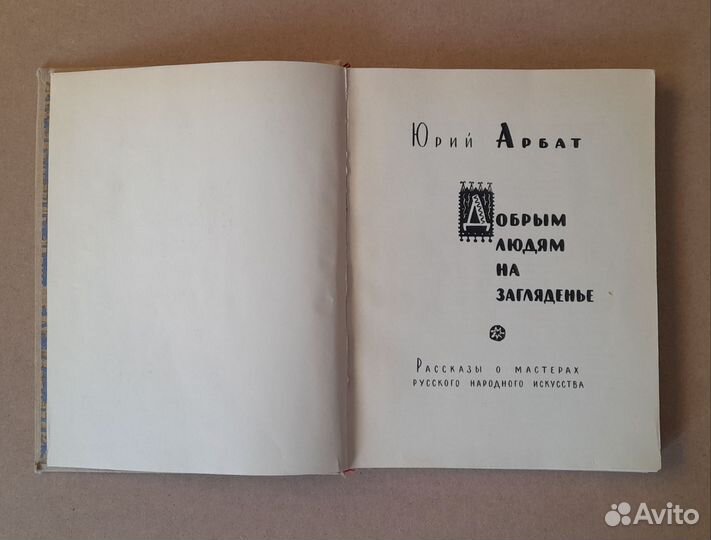 Юрий Арбат
Добрым
людям
на
загляденье
Рассказы о мастерах
русского народного искусства
Avito